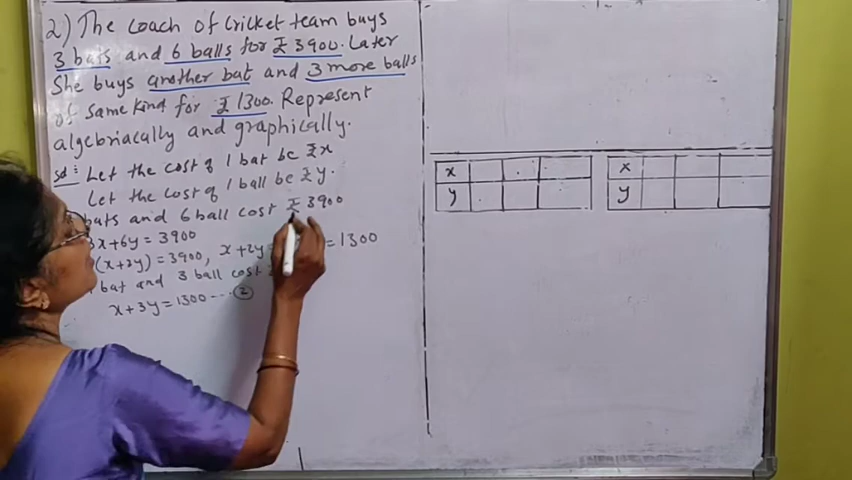 2) The coach of Cricket team buys
3 bats and 6 balls for ₹ 3900. Later
She buys another bat and 3 more balls
of same kind for ₹ 1300. Represent
algebriacally and graphically.
Sol: Let the cost of 1 bat be ₹ x
Let the cost of 1 ball be ₹ y.
bats and 6 ball cost ₹ 3900
3x+6y = 3900
(x+2y) = 3900, x+2y = 1300
bat and 3 ball cost
x+3y = 1300 --- ②
x
y
x
y